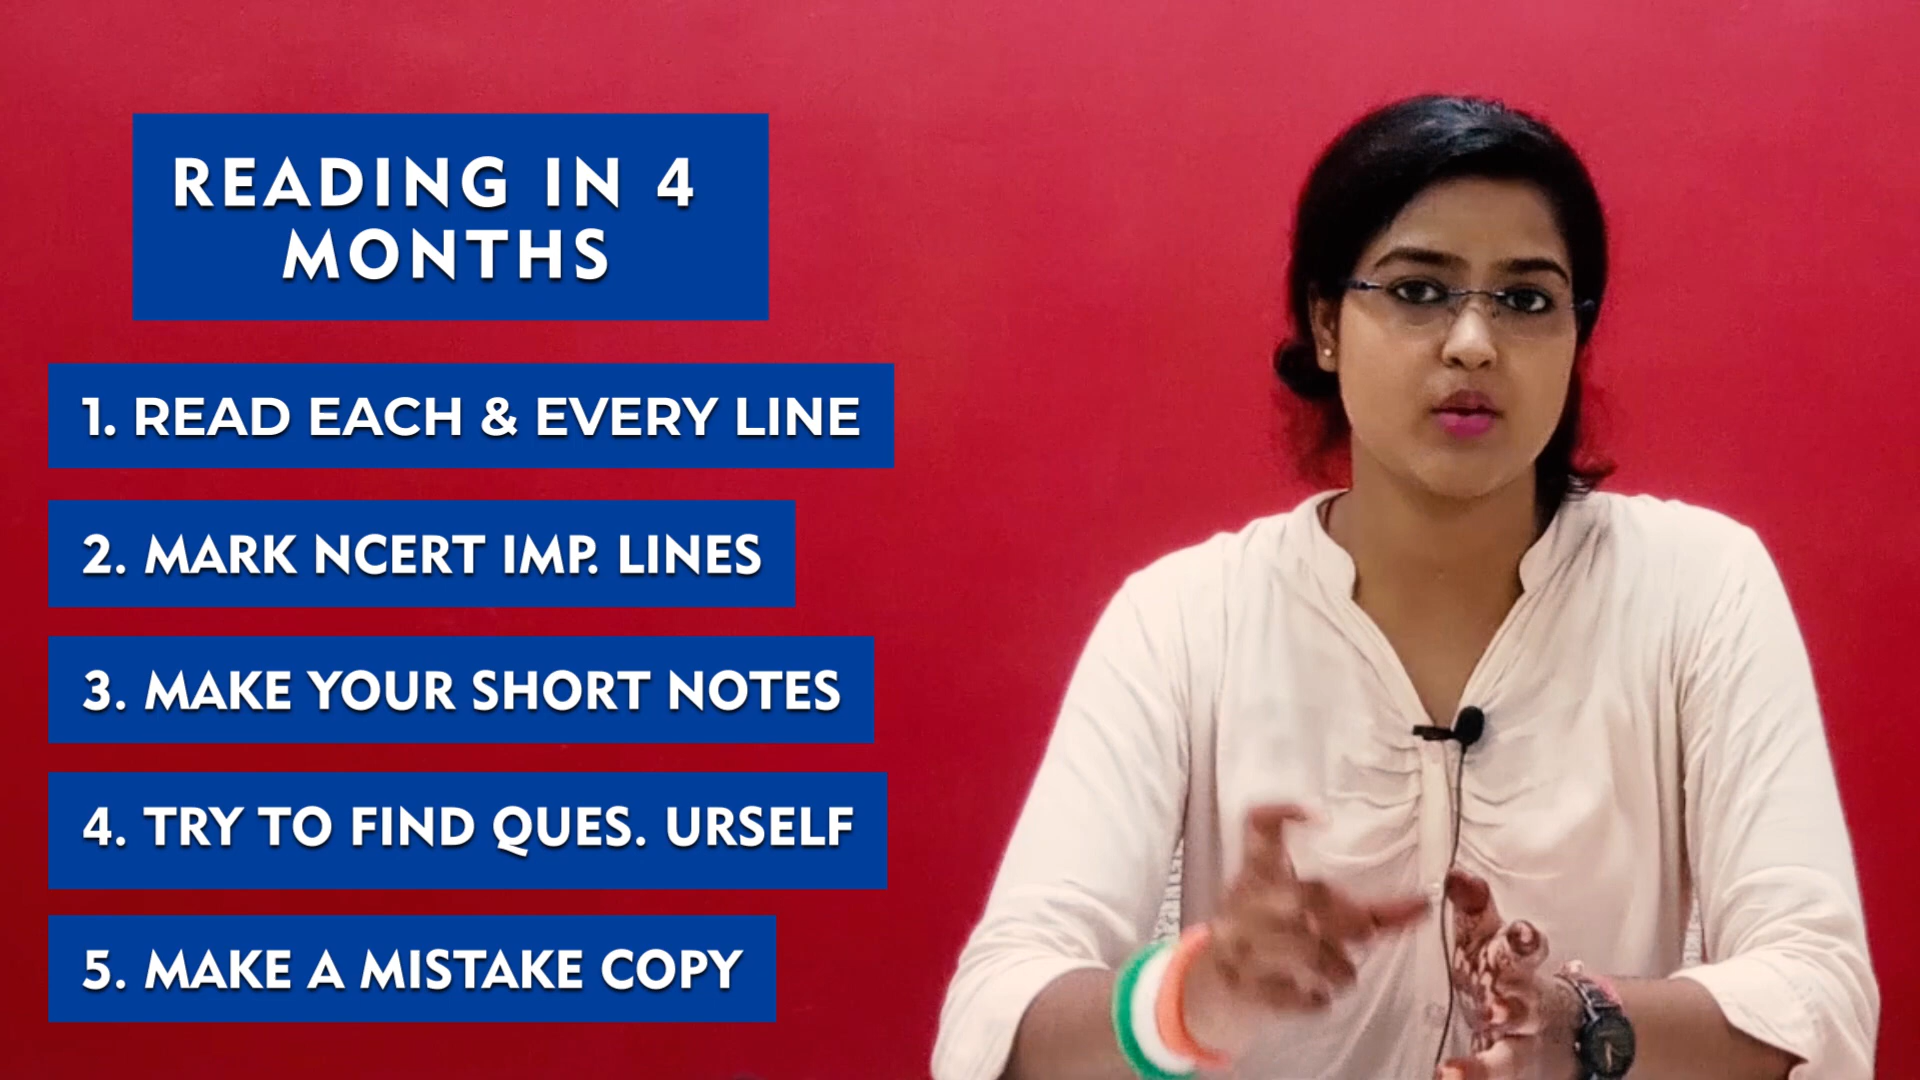 READING IN 4
MONTHS
1. READ EACH & EVERY LINE
2. MARK NCERT IMP. LINES
3. MAKE YOUR SHORT NOTES
4. TRY TO FIND QUES. URSELF
5. MAKE A MISTAKE COPY